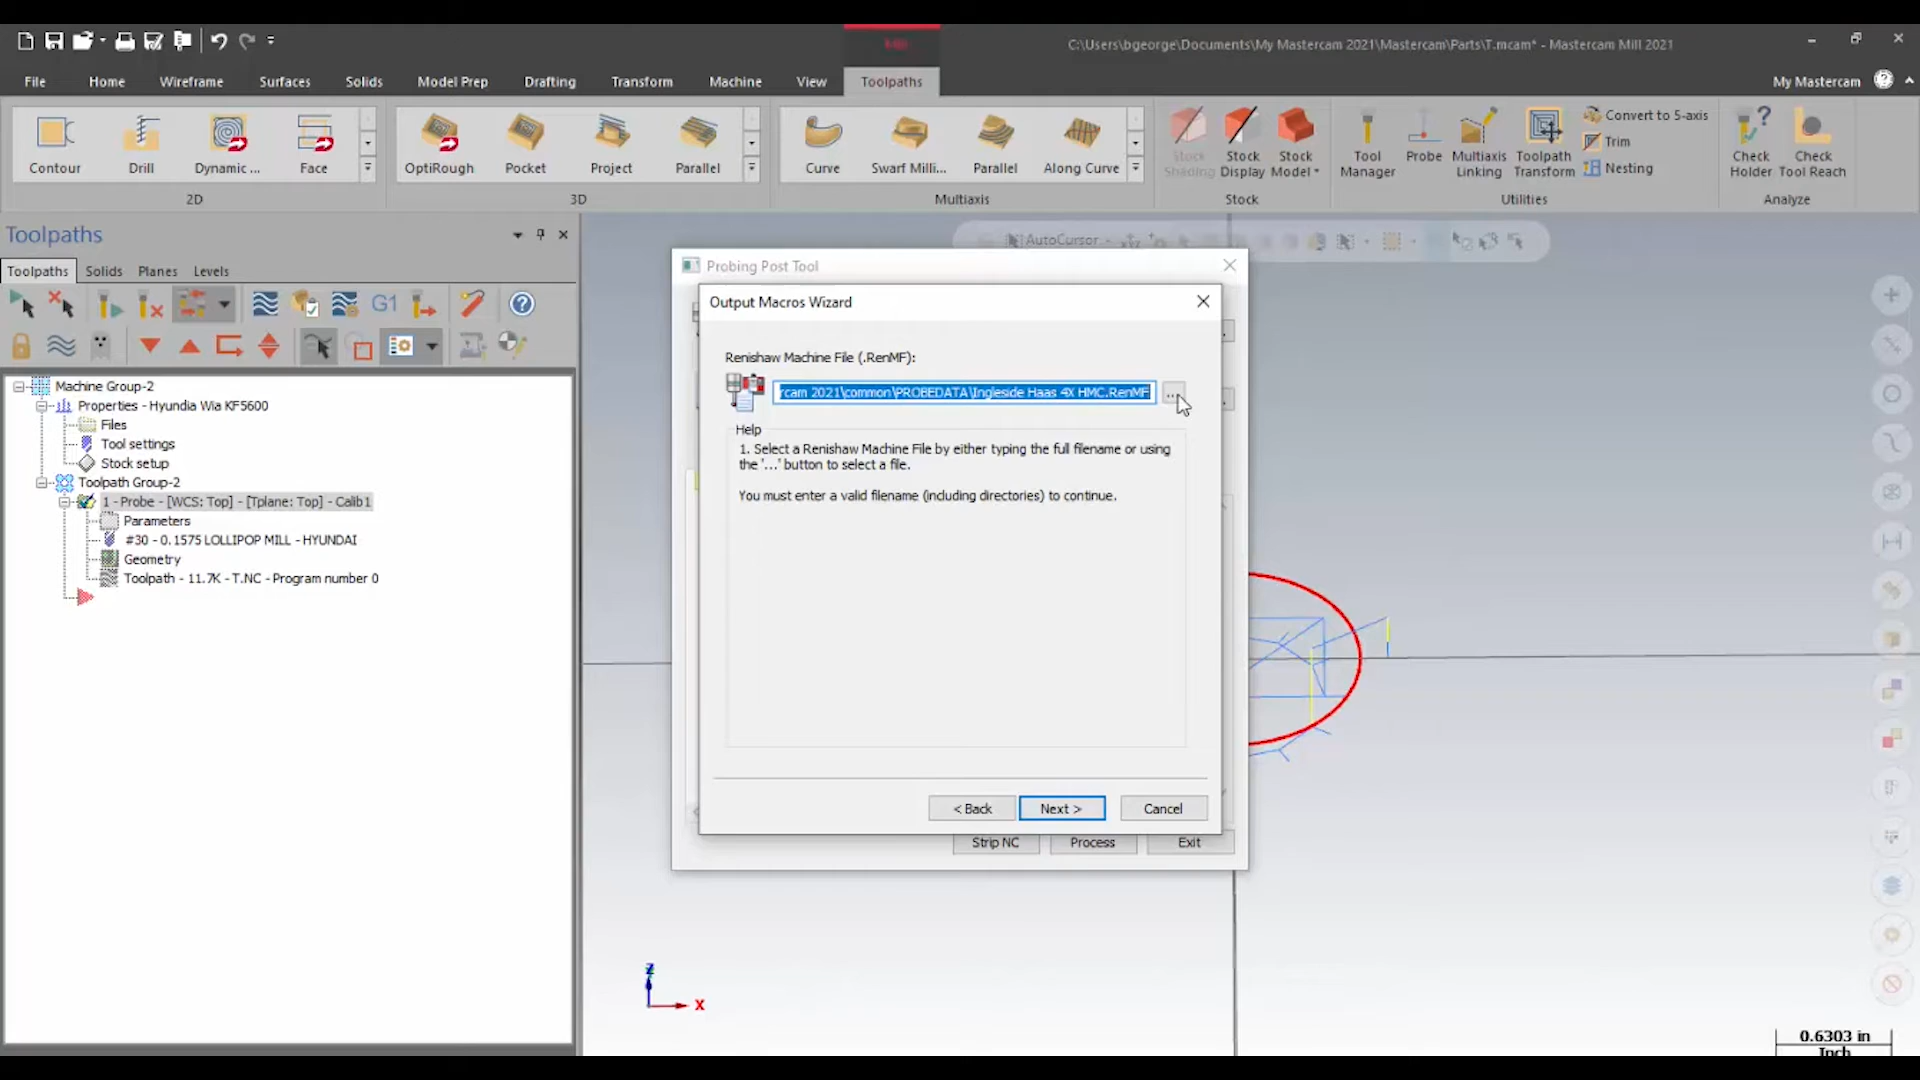 C:\Users\bgeorge\Documents\My Mastercam 2021\Mastercam\Parts\T.mcam* - Mastercam Mill 2021
File Home Wireframe Surfaces Solids Model Prep Drafting Transform Machine View Toolpaths My Mastercam
Contour Drill Dynamic ... Face
2D
OptiRough Pocket Project Parallel
3D
Curve Swarf Milli... Parallel Along Curve
Multiaxis
Stock Shading
Stock Display
Stock Model
Stock
Tool Manager
Probe
Multiaxis Linking
Toolpath Transform
Convert to 5-axis
Trim
Nesting
Utilities
Check Holder
Check Tool Reach
Analyze
Toolpaths
Toolpaths Solids Planes Levels
G1
Machine Group-2
Properties - Hyundia Wia KF5600
Files
Tool settings
Stock setup
Toolpath Group-2
1 - Probe - [WCS: Top] - [Tplane: Top] - Calib1
Parameters
#30 - 0.1575 LOLLIPOP MILL - HYUNDAI
Geometry
Toolpath - 11.7K - T.NC - Program number 0
AutoCursor
Probing Post Tool
Output Macros Wizard
Renishaw Machine File (.RenMF):
rcam 2021\common\PROBEDATA\Ingleside Haas 4X HMC.RenMF
...
Help
1. Select a Renishaw Machine File by either typing the full filename or using
the '...' button to select a file.
You must enter a valid filename (including directories) to continue.
< Back Next > Cancel
Strip NC Process Exit
Z
X
0.6303 in
Inch